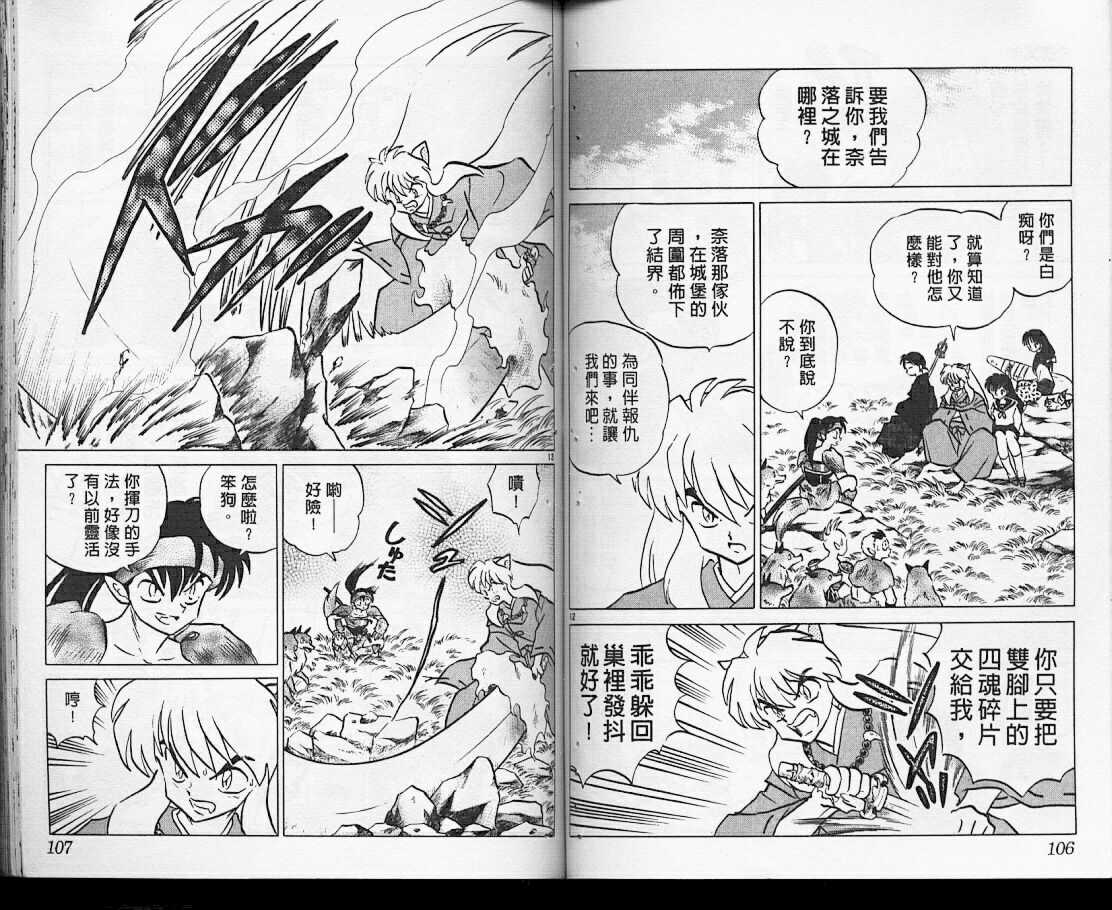 要我們告
訴你，奈
落之城在
哪裡？
你們是白
痴呀？
就算知道
了，你又
能對他怎
麼樣？
你到底說
不說？
奈落那傢伙
，在城堡的
周圍都佈下
了結界。
為同伴報仇
的事，就讓
我們來吧…
12
你只要把
雙腳上的
四魂碎片
交給我，
乖乖躲回
巢裡發抖
就好了！
106
13
嘖！
喲——
好險！
しゅた
怎麼啦？
笨狗。
你揮刀的手
法，好像沒
有以前靈活
了？
哼！
107